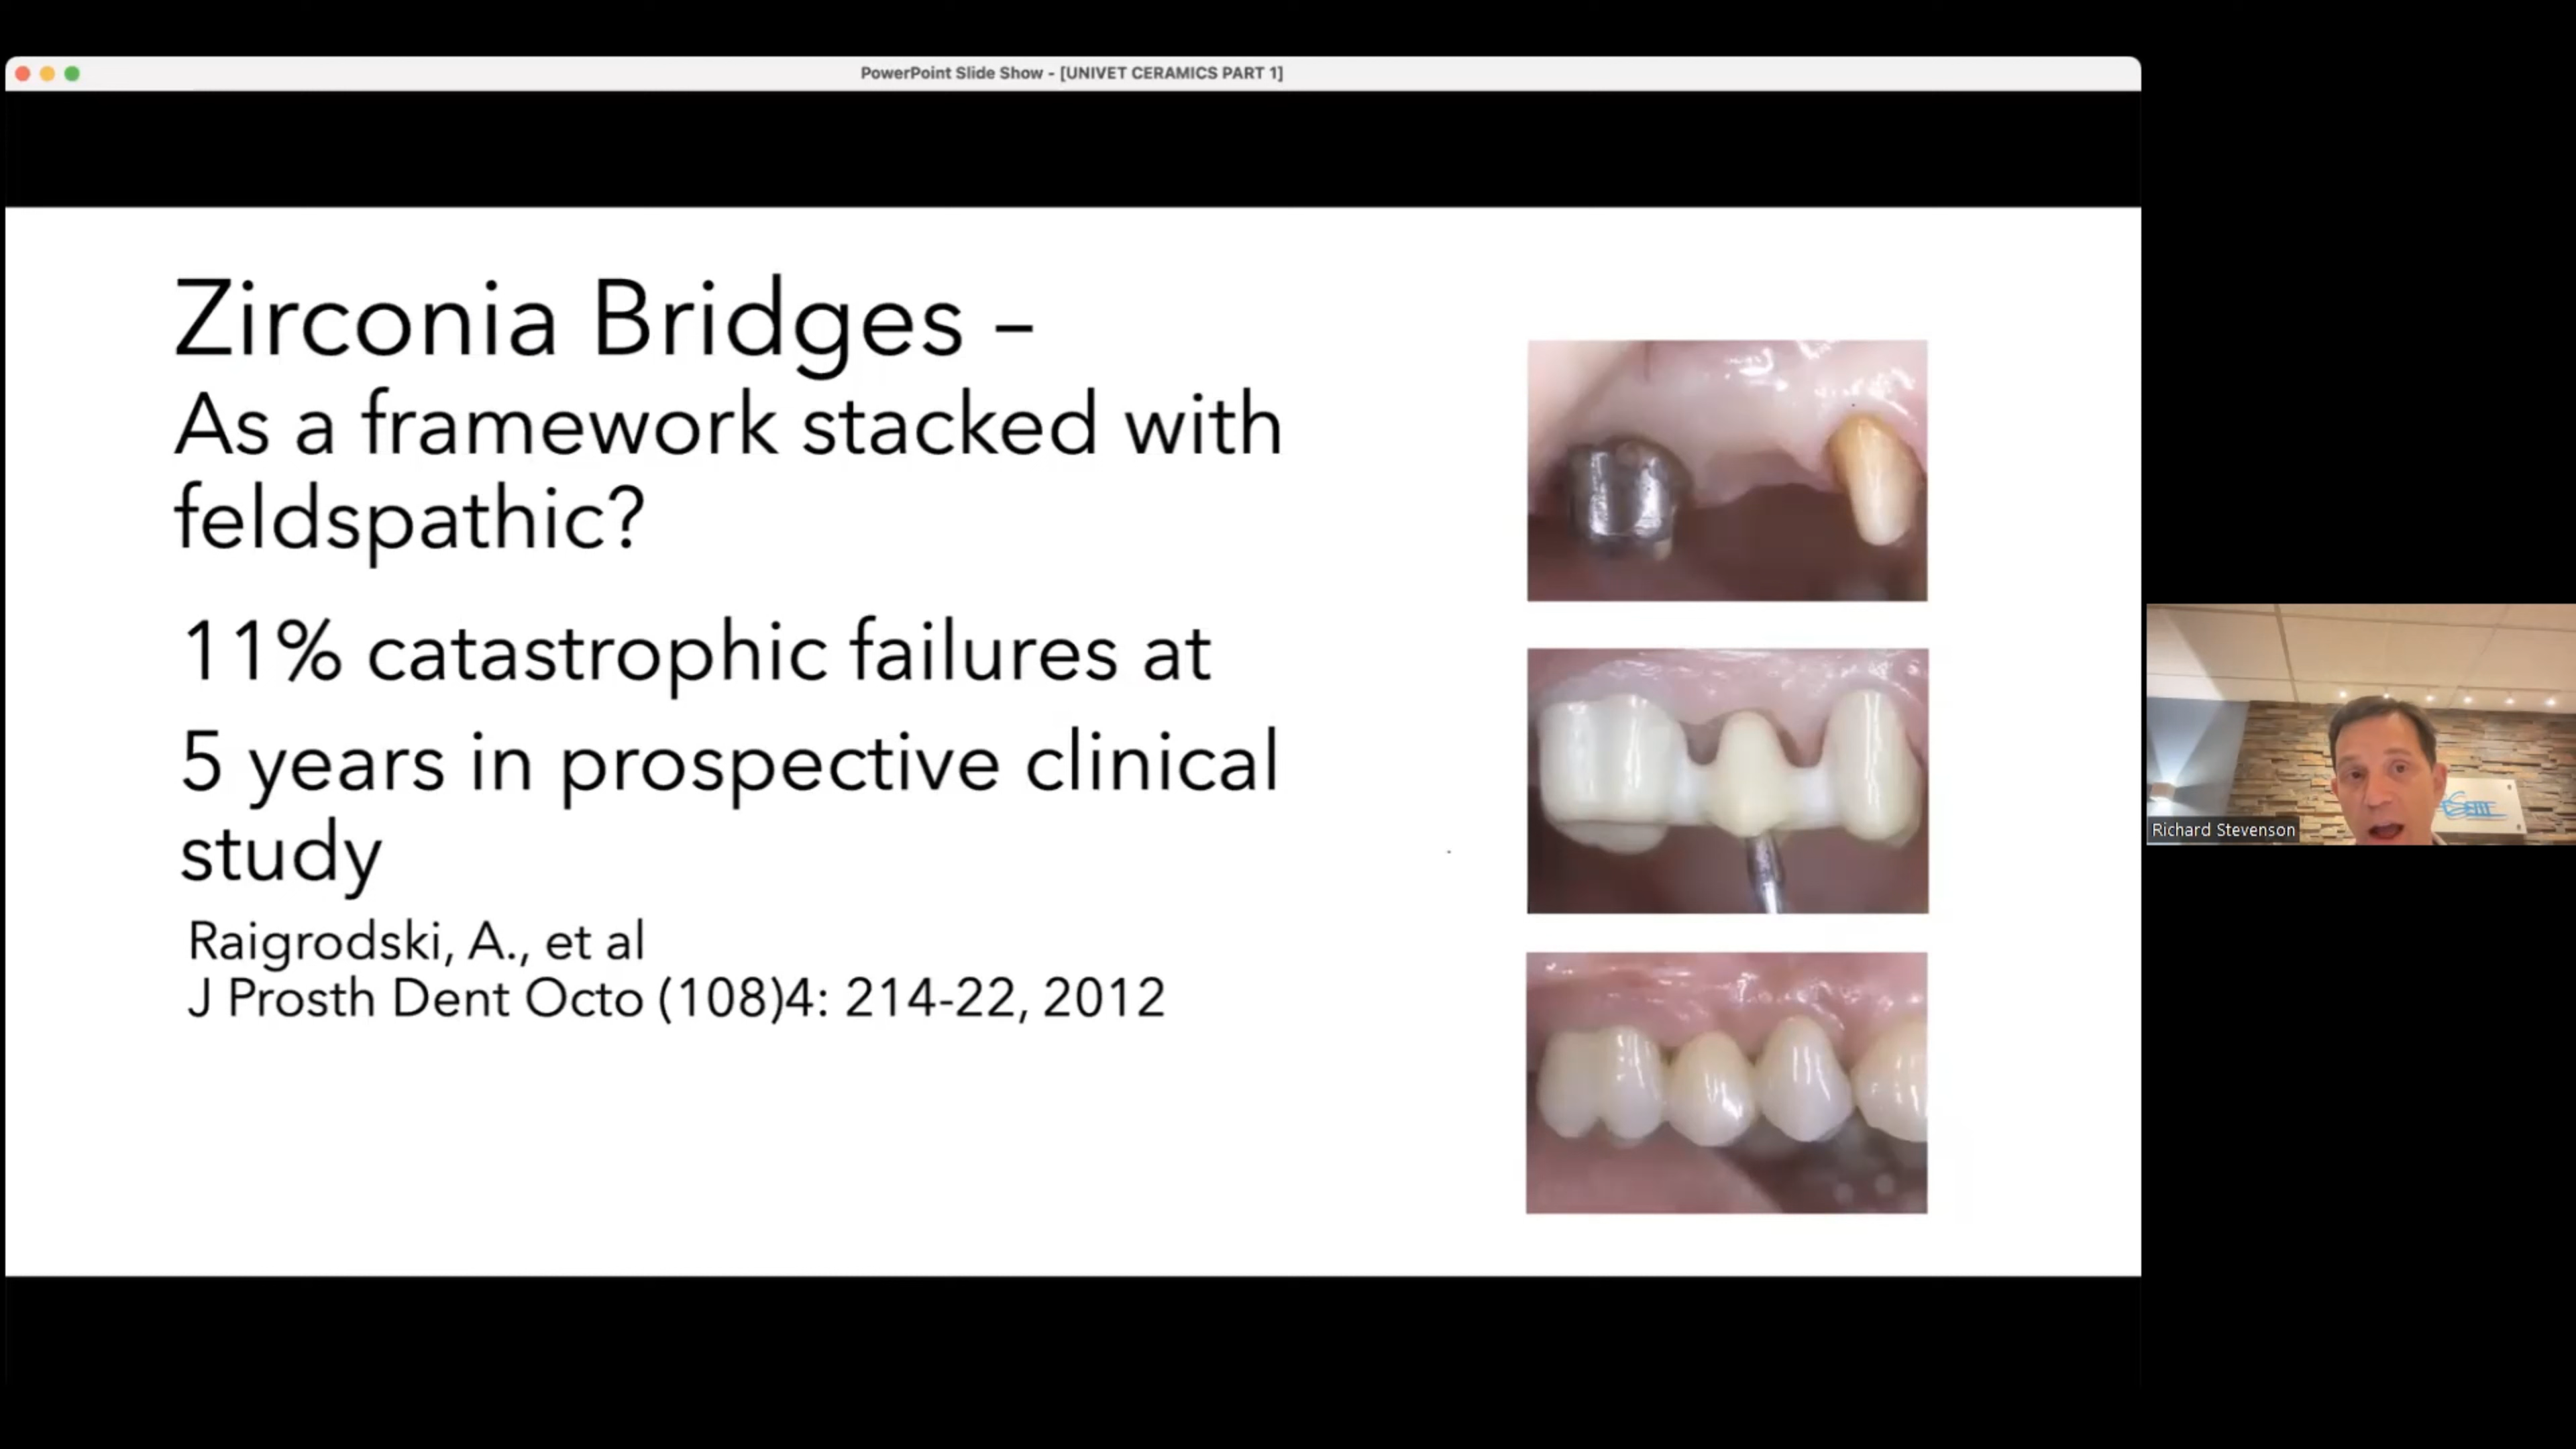 PowerPoint Slide Show - [UNIVET CERAMICS PART 1]
Zirconia Bridges –
As a framework stacked with
feldspathic?
11% catastrophic failures at
5 years in prospective clinical
study
Raigrodski, A., et al
J Prosth Dent Octo (108)4: 214-22, 2012
Richard Stevenson